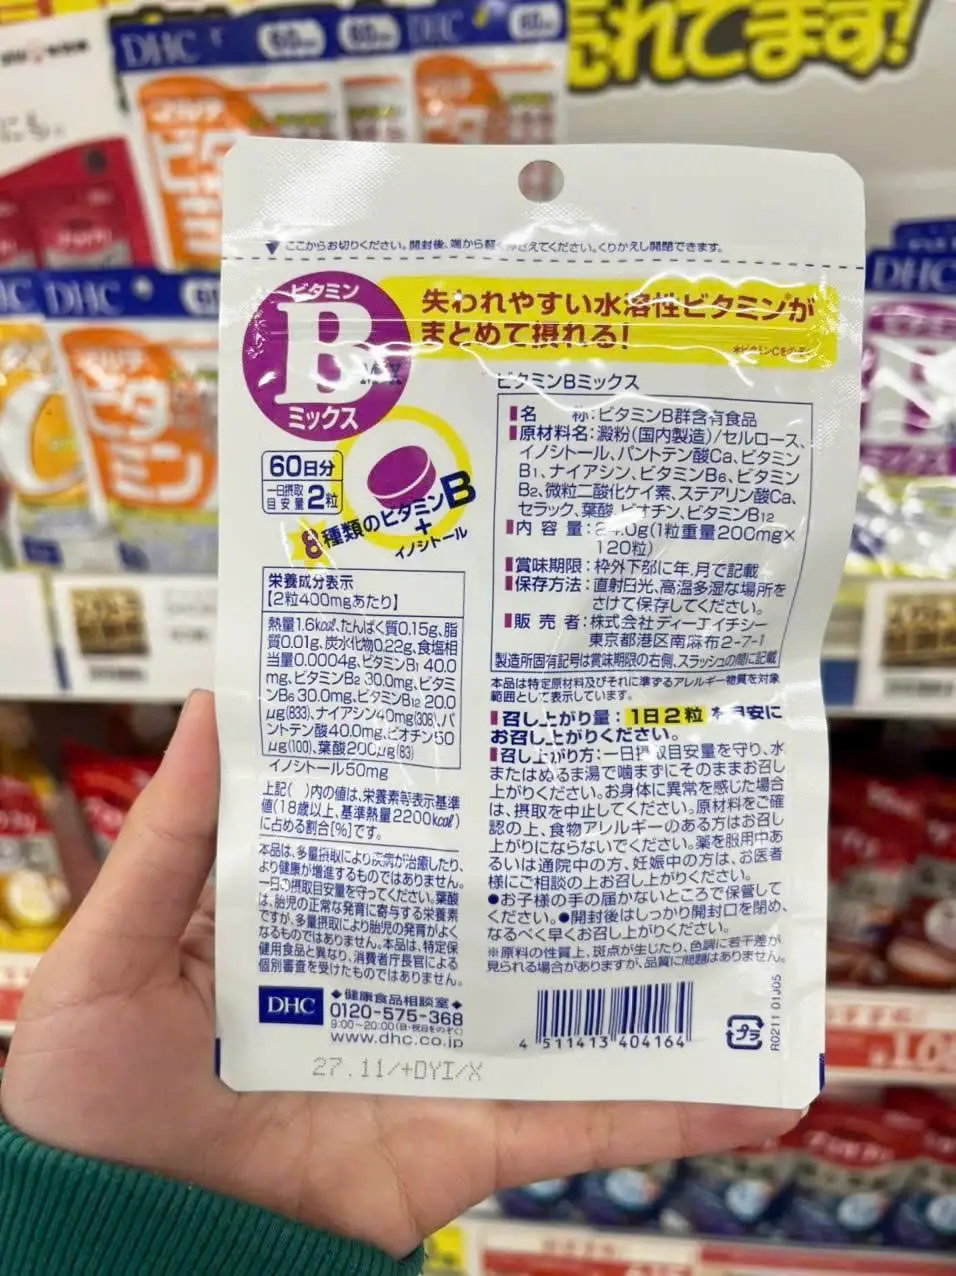 DHC
60日分
DHC
売れてます!
にも。
DHC
マルチ
ビタミン
DHC
▼ここからお切りください。開封後、端から軽く押さえてください。くりかえし開閉できます。
ビタミン
B
MIX
ミックス
失われやすい水溶性ビタミンが
まとめて摂れる!
60日分
一日摂取
目安量2粒
8種類のビタミンB
+
イノシトール
栄養成分表示
【2粒400mgあたり】
熱量1.6kcal、たんぱく質0.15g、脂
質0.01g、炭水化物0.22g、食塩相
当量0.0004g、ビタミンB1 40.0
mg、ビタミンB2 30.0mg、ビタミ
ンB6 30.0mg、ビタミンB12 20.0
μg(833)、ナイアシン40mg(308)、パ
ントテン酸40.0mg、ビオチン50
μg(100)、葉酸200μg(83)
イノシトール50mg
上記( )内の値は、栄養素等表示基準
値(18歳以上、基準熱量2200kcal)
に占める割合[%]です。
本品は、多量摂取により疾病が治癒したり、
より健康が増進するものではありません。
一日の摂取目安量を守ってください。葉酸
は、胎児の正常な発育に寄与する栄養素
ですが、多量摂取により胎児の発育がよく
なるものではありません。本品は、特定保
健用食品と異なり、消費者庁長官による
個別審査を受けたものではありません。
DHC
◆健康食品相談室◆
0120-575-368
9:00~20:00(日・祝日をのぞく)
www.dhc.co.jp
27.11/+DYI/X
ビタミンBミックス
名 称:ビタミンB群含有食品
原材料名:澱粉(国内製造)/セルロース、
イノシトール、パントテン酸Ca、ビタミン
B1、ナイアシン、ビタミンB6、ビタミン
B2、微粒二酸化ケイ素、ステアリン酸Ca、
セラック、葉酸、ビオチン、ビタミンB12
内 容 量:24.0g(1粒重量200mg×
120粒)
賞味期限:枠外下部に年.月で記載
保存方法:直射日光、高温多湿な場所を
さけて保存してください。
販 売 者:株式会社ディーエイチシー
東京都港区南麻布2-7-1
製造所固有記号は賞味期限の右側、スラッシュの間に記載
本品は特定原材料及びそれに準ずるアレルギー物質を対象
範囲として表示しています。
召し上がり量:1日2粒を目安に
お召し上がりください。
召し上がり方:一日摂取目安量を守り、水
またはぬるま湯で噛まずにそのままお召し
上がりください。お身体に異常を感じた場合
は、摂取を中止してください。原材料をご確
認の上、食物アレルギーのある方はお召し
上がりにならないでください。薬を服用中あ
るいは通院中の方、妊娠中の方は、お医者
様にご相談の上お召し上がりください。
●お子様の手の届かないところで保管して
ください。●開封後はしっかり開封口を閉め、
なるべく早くお召し上がりください。
※原料の性質上、斑点が生じたり、色調に若干差が
見られる場合がありますが、品質に問題はありません。
4 511413 404164
プラ
R0211 01J05